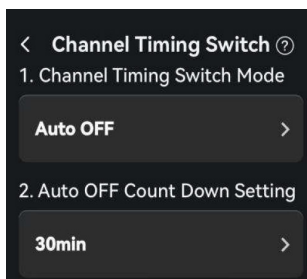 Channel Timing Switch
1. Channel Timing Switch Mode
Auto OFF
2. Auto OFF Count Down Setting
30min